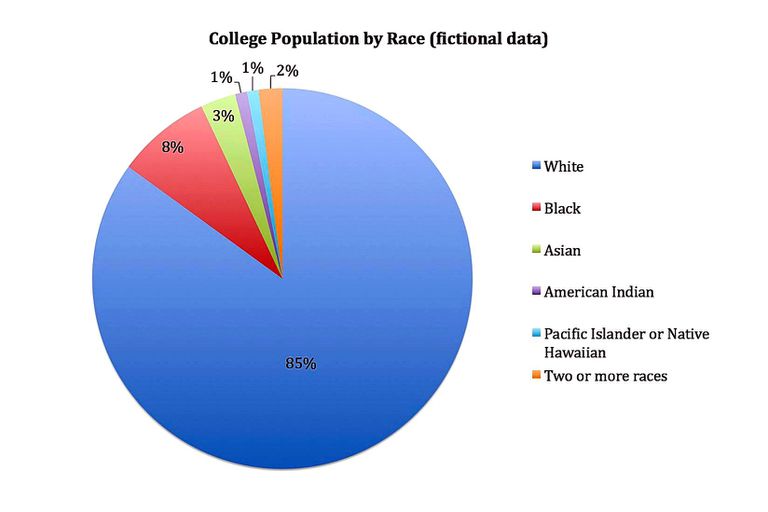 College Population by Race (fictional data)
1%
1%
2%
3%
8%
85%
White
Black
Asian
American Indian
Pacific Islander or Native
Hawaiian
Two or more races